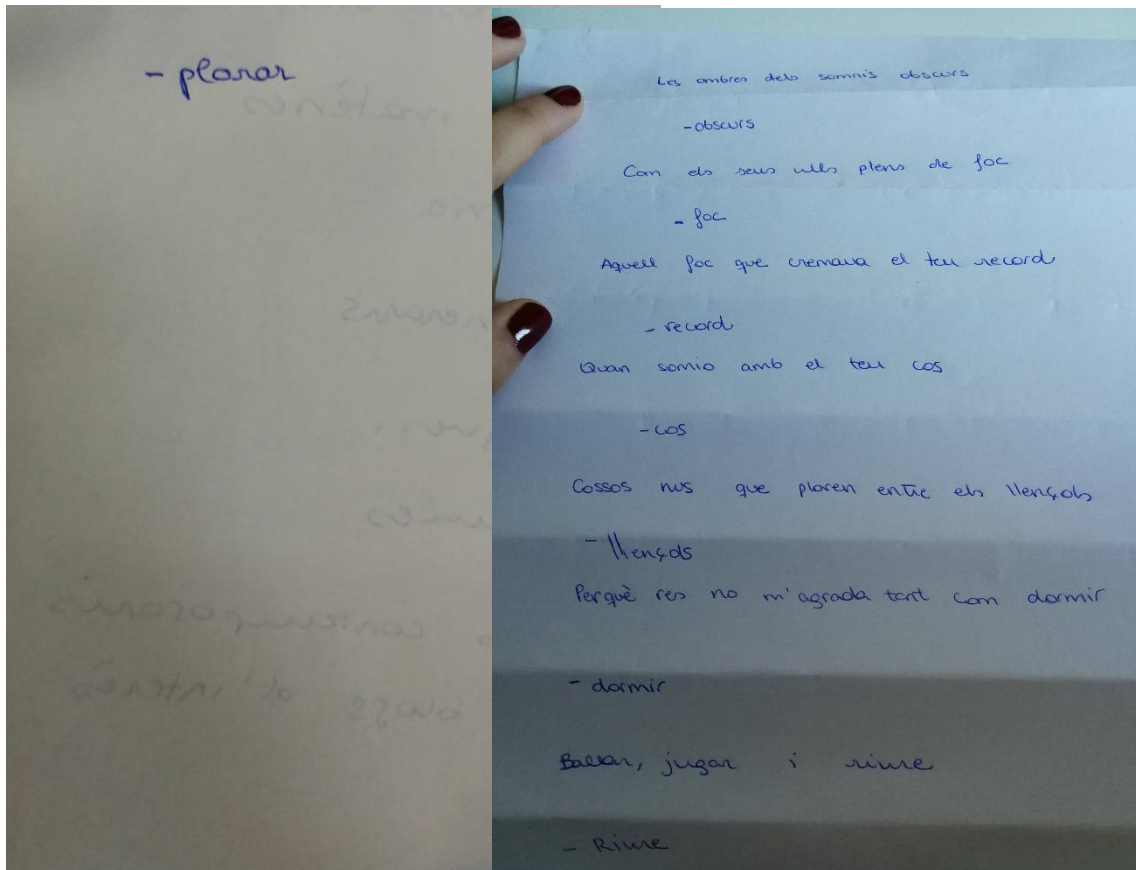 - plorar
Les ombres dels somnis obscurs
- obscurs
Com els seus ulls plens de foc
- foc
Aquell foc que cremava el teu record
- record
Quan somio amb el teu cos
- cos
Cossos nus que ploren entre els llençols
- llençols
Perquè res no m'agrada tant com dormir
- dormir
Ballar, jugar i riure
- Riure